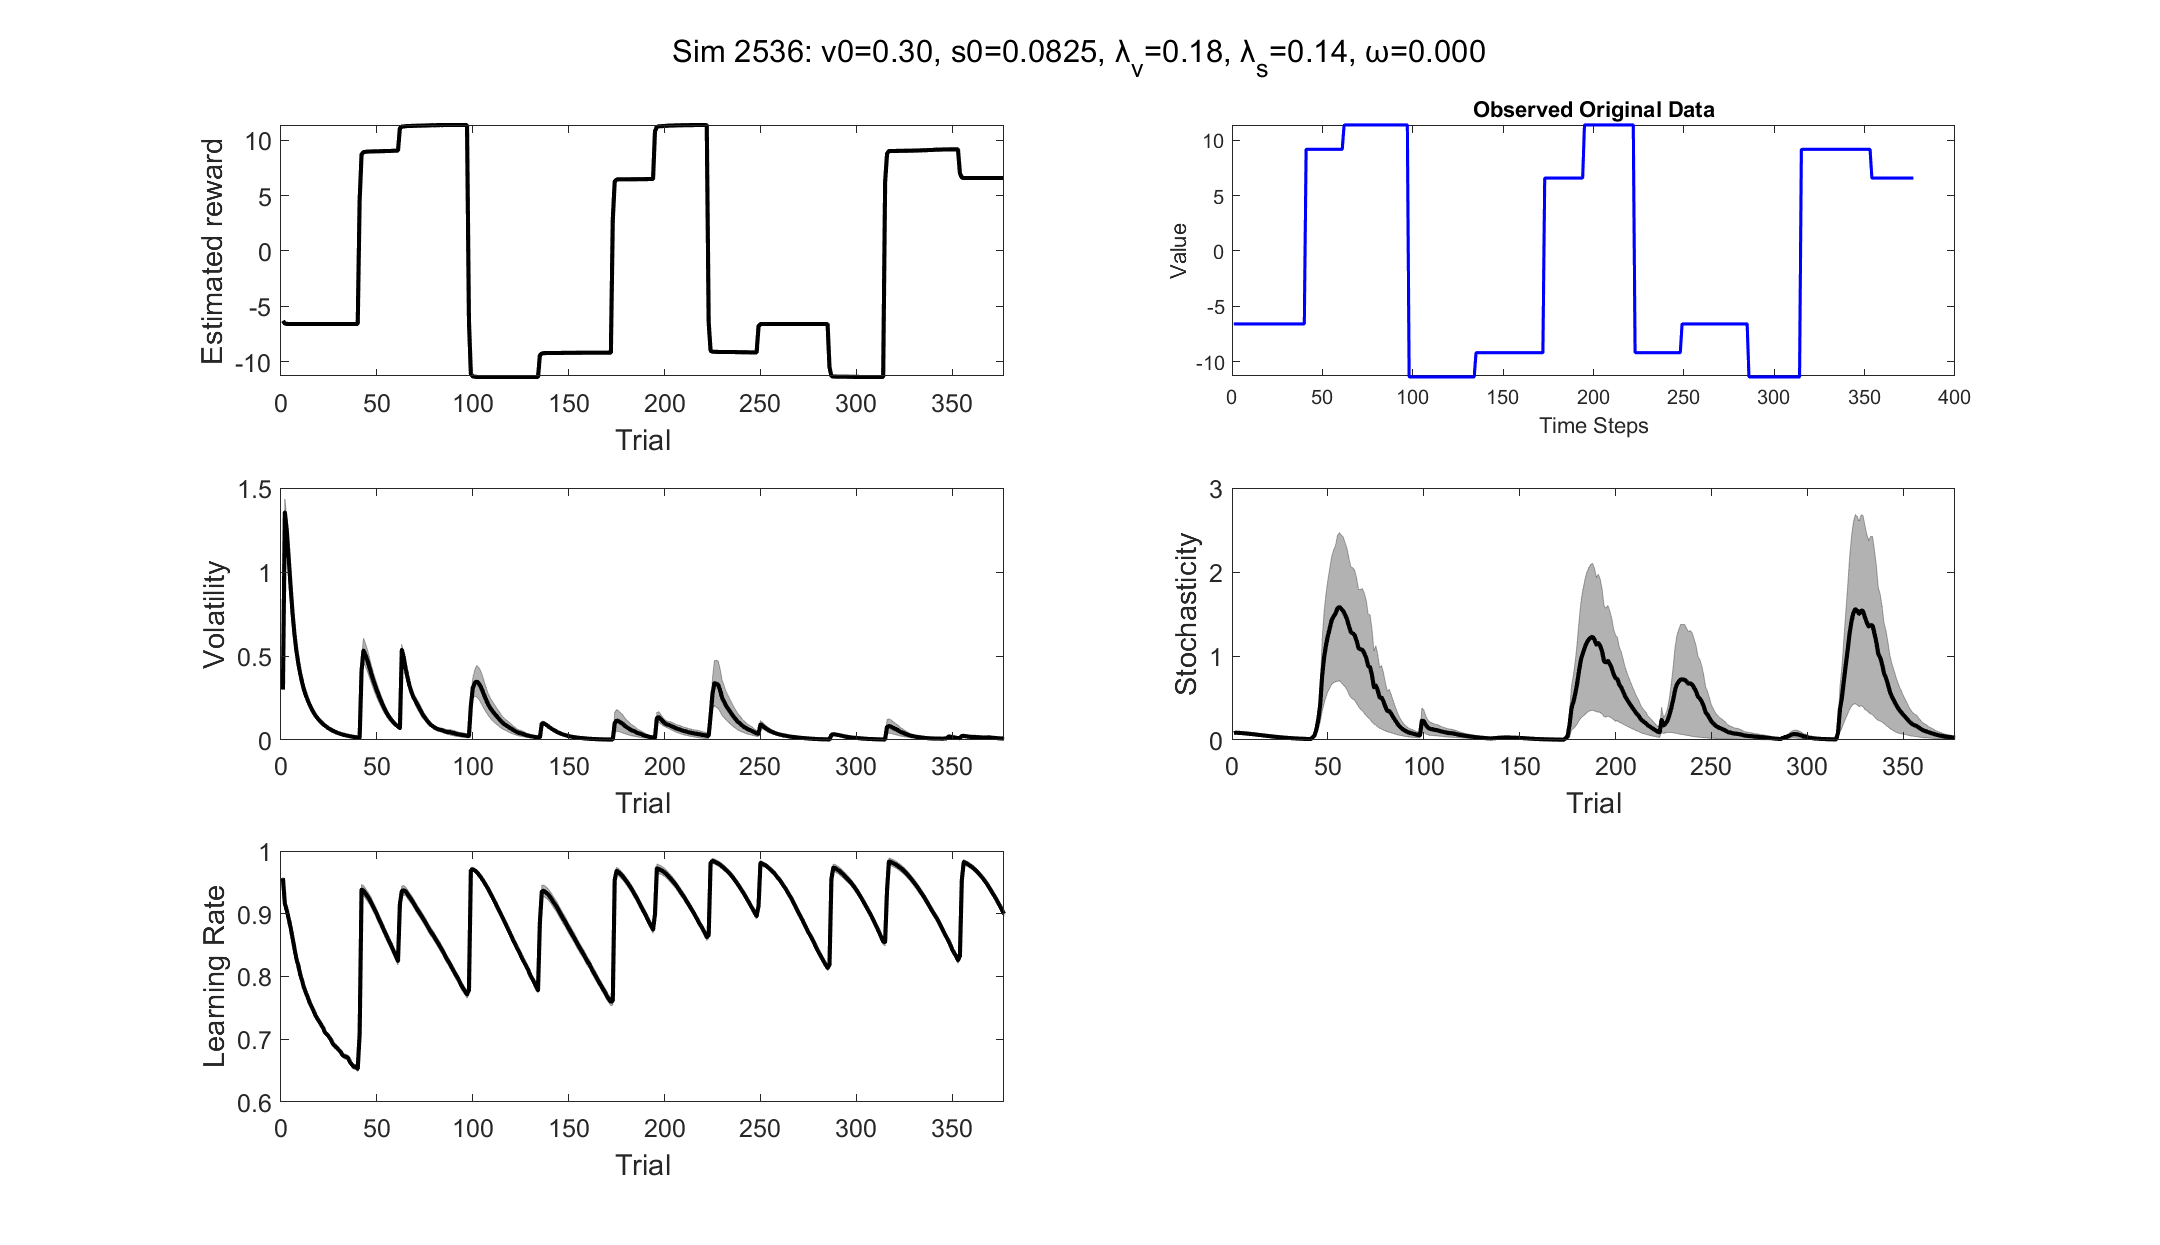 Sim 2536: v0=0.30, s0=0.0825, λ_v=0.18, λ_s=0.14, ω=0.000
Estimated reward
10
5
0
-5
-10
0 50 100 150 200 250 300 350
Trial
Observed Original Data
Value
10
5
0
-5
-10
0 50 100 150 200 250 300 350 400
Time Steps
Volatility
1.5
1
0.5
0
0 50 100 150 200 250 300 350
Trial
Stochasticity
3
2
1
0
0 50 100 150 200 250 300 350
Trial
Learning Rate
1
0.9
0.8
0.7
0.6
0 50 100 150 200 250 300 350
Trial